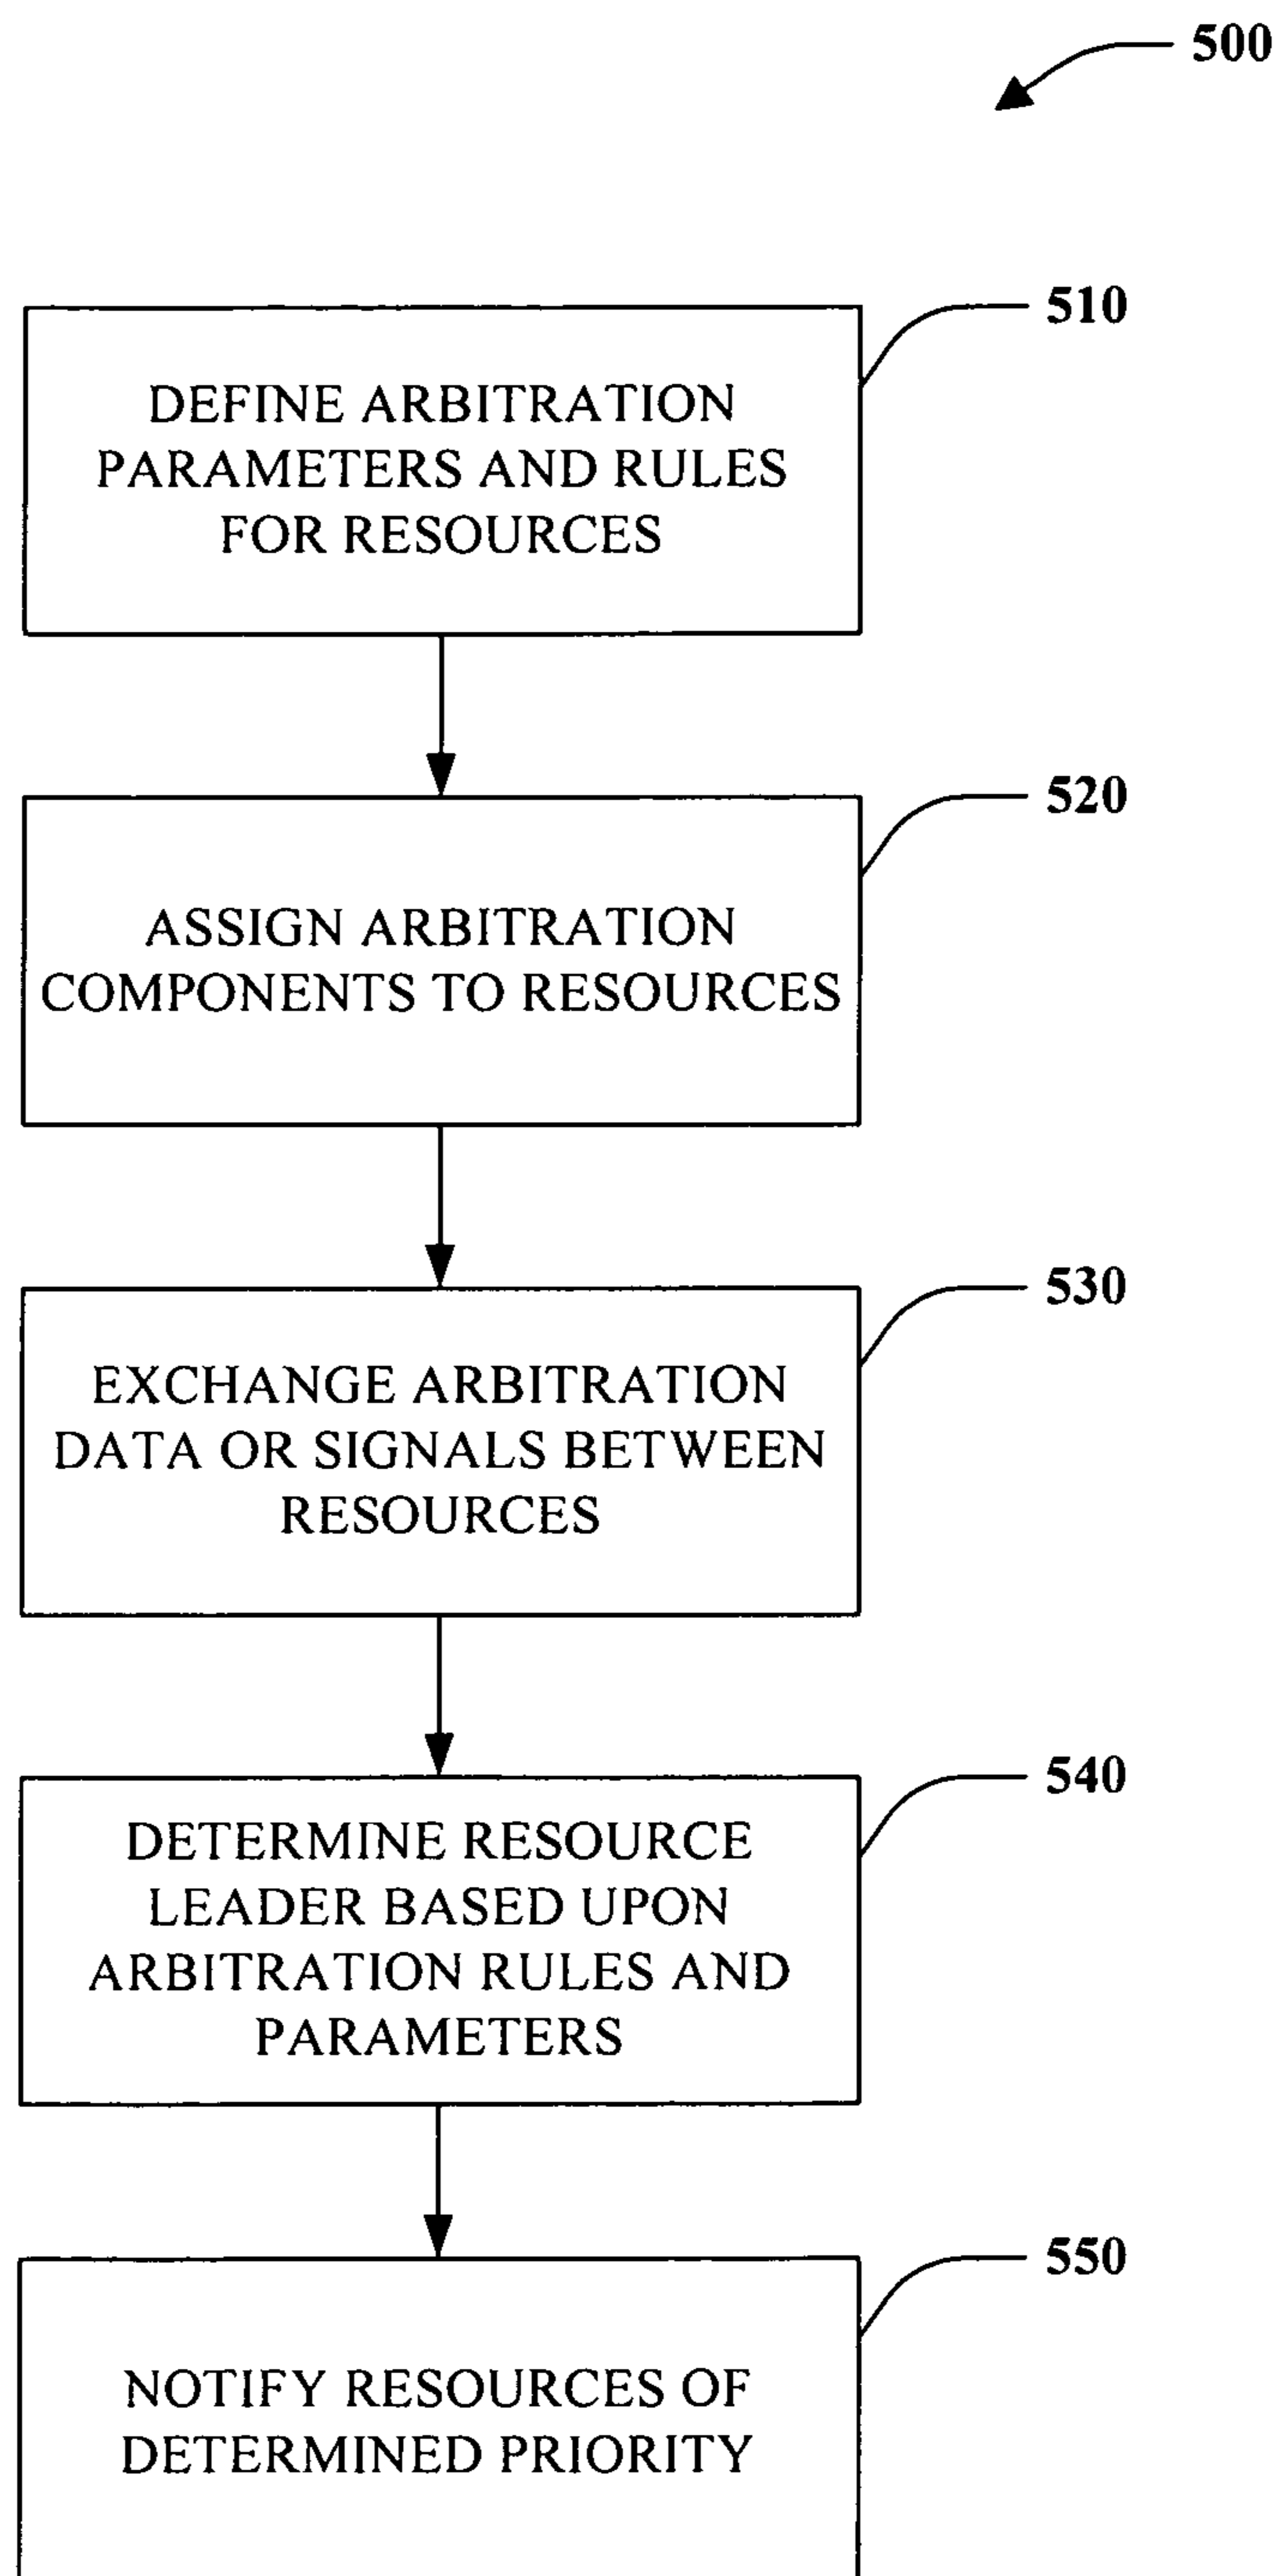 500
510
DEFINE ARBITRATION
PARAMETERS AND RULES
FOR RESOURCES
520
ASSIGN ARBITRATION
COMPONENTS TO RESOURCES
530
EXCHANGE ARBITRATION
DATA OR SIGNALS BETWEEN
RESOURCES
540
DETERMINE RESOURCE
LEADER BASED UPON
ARBITRATION RULES AND
PARAMETERS
550
NOTIFY RESOURCES OF
DETERMINED PRIORITY